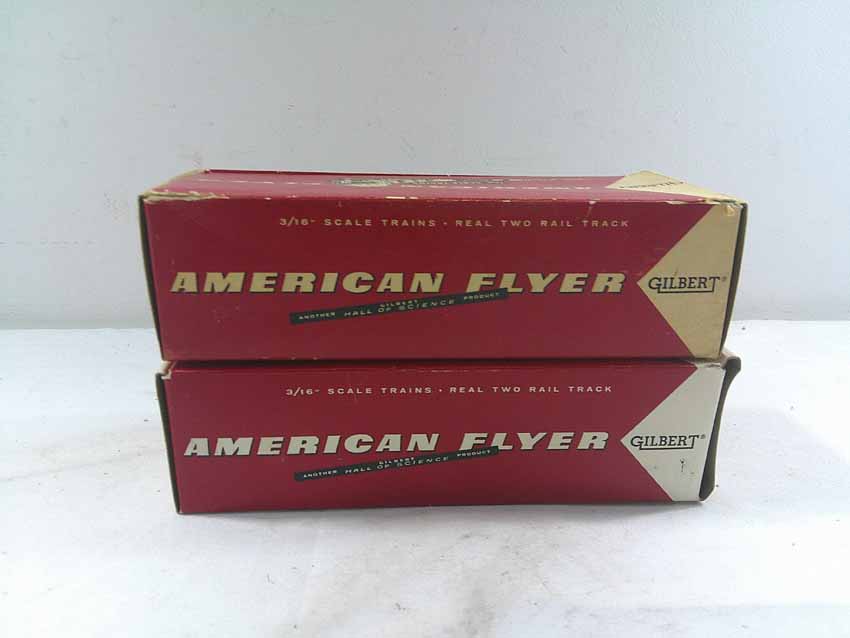 3/16" SCALE TRAINS • REAL TWO RAIL TRACK
AMERICAN FLYER
GILBERT®
ANOTHER GILBERT HALL OF SCIENCE PRODUCT
3/16" SCALE TRAINS • REAL TWO RAIL TRACK
AMERICAN FLYER
GILBERT®
ANOTHER GILBERT HALL OF SCIENCE PRODUCT